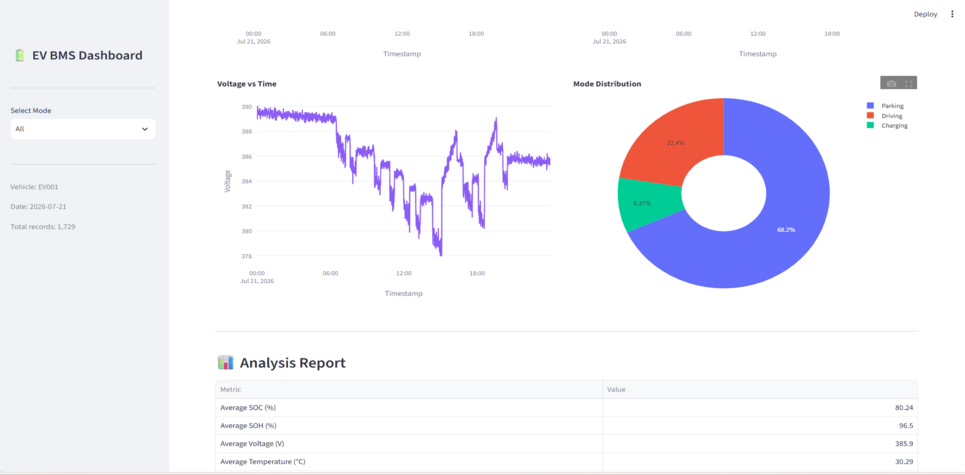 Deploy
EV BMS Dashboard
Select Mode
All
Vehicle: EV001
Date: 2026-07-21
Total records: 1,729
00:00 06:00 12:00 18:00
Jul 21, 2026
Timestamp
00:00 06:00 12:00 18:00
Jul 21, 2026
Timestamp
Voltage vs Time
390
388
386
384
382
380
378
Voltage
00:00 06:00 12:00 18:00
Jul 21, 2026
Timestamp
Mode Distribution
Parking
Driving
Charging
22.4%
9.37%
68.2%
Analysis Report
Metric Value
Average SOC (%) 80.24
Average SOH (%) 96.5
Average Voltage (V) 385.9
Average Temperature (°C) 30.29